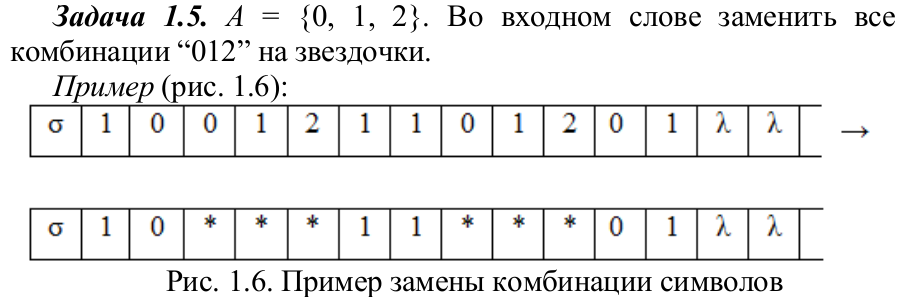 Задача 1.5. A = {0, 1, 2}. Во входном слове заменить все
комбинации “012” на звездочки.
Пример (рис. 1.6):
σ 1 0 0 1 2 1 1 0 1 2 0 1 λ λ →
σ 1 0 * * * 1 1 * * * 0 1 λ λ
Рис. 1.6. Пример замены комбинации символов